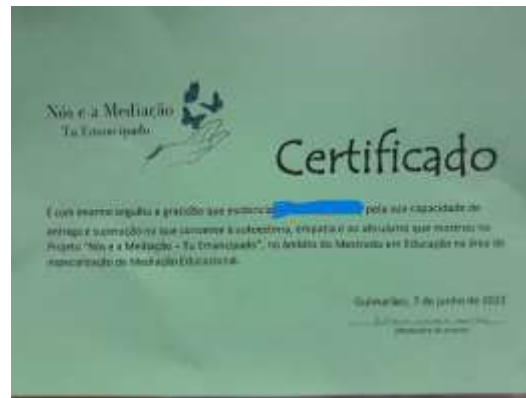 Nós e a Mediação
Tu Emancipado
Certificado
É com enorme orgulho e gratidão que evidencia pela sua capacidade de
entrega e superação no que concerne à autoestima, empatia e ao altruísmo que mostrou no
Projeto "Nós e a Mediação – Tu Emancipado", no âmbito do Mestrado em Educação na área de
especialização de Mediação Educacional.
Guimarães, 7 de junho de 2022